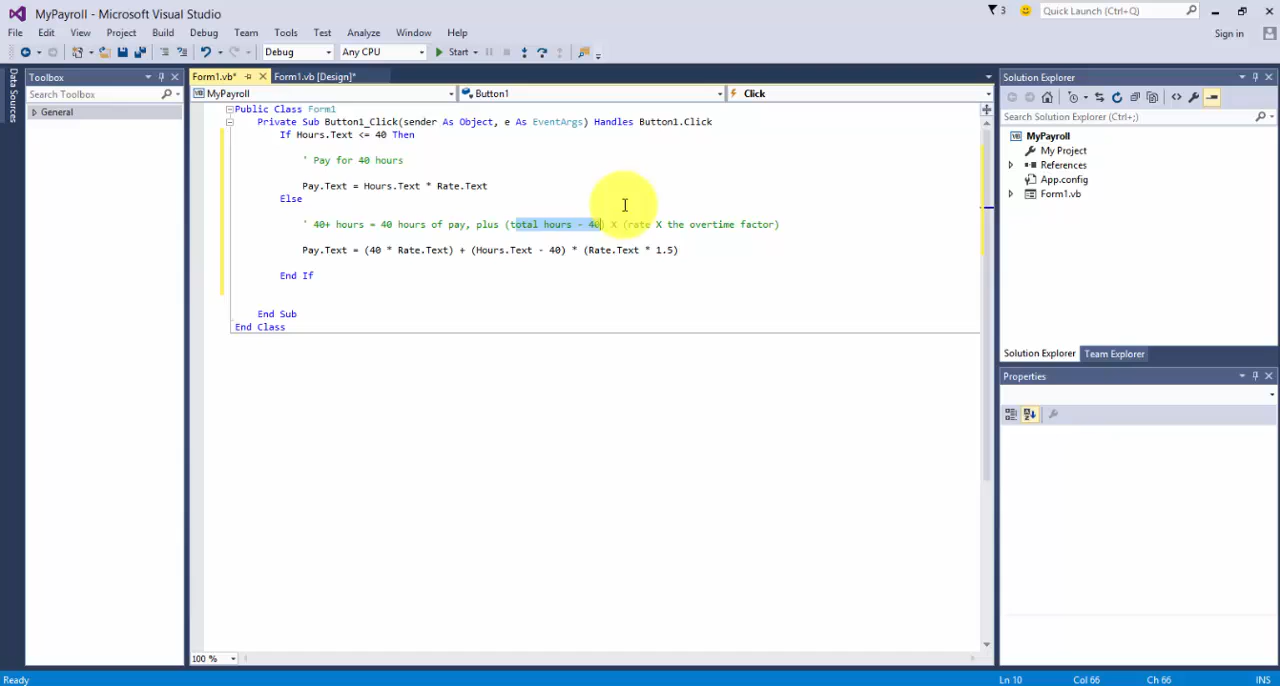 MyPayroll - Microsoft Visual Studio
3
Quick Launch (Ctrl+Q)
File Edit View Project Build Debug Team Format Tools Test Analyze Window Help
Sign in
Debug Any CPU Start
Data Sources
Toolbox
Search Toolbox
General
Form1.vb* Form1.vb [Design]*
MyPayroll Button1 Click
Public Class Form1
Private Sub Button1_Click(sender As Object, e As EventArgs) Handles Button1.Click
If Hours.Text <= 40 Then
' Pay for 40 hours
Pay.Text = Hours.Text * Rate.Text
Else
' 40+ hours = 40 hours of pay, plus (total hours - 40) X (rate X the overtime factor)
Pay.Text = (40 * Rate.Text) + (Hours.Text - 40) * (Rate.Text * 1.5)
End If
End Sub
End Class
100 %
Solution Explorer
Search Solution Explorer (Ctrl+;)
MyPayroll
My Project
References
App.config
Form1.vb
Solution Explorer Team Explorer
Properties
Ready Ln 10 Col 66 Ch 66 INS